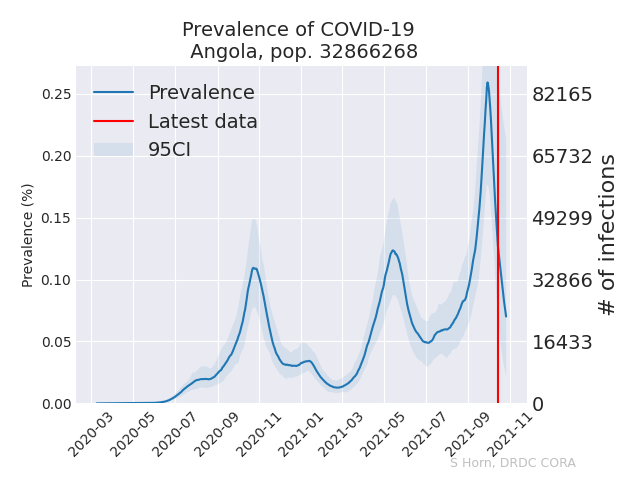 Prevalence of COVID-19
Angola, pop. 32866268
Prevalence
Latest data
95CI
Prevalence (%)
0.25
0.20
0.15
0.10
0.05
0.00
82165
65732
49299
32866
16433
0
# of infections
2020-03
2020-05
2020-07
2020-09
2020-11
2021-01
2021-03
2021-05
2021-07
2021-09
2021-11
S Horn, DRDC CORA